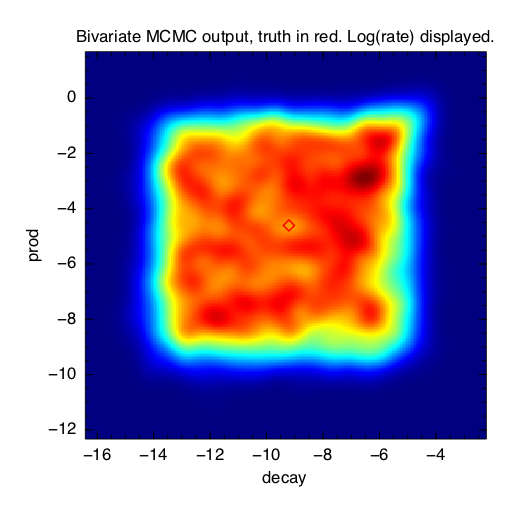 Bivariate MCMC output, truth in red. Log(rate) displayed.
0
−2
−4
−6
−8
−10
−12
prod
−16 −14 −12 −10 −8 −6 −4
decay